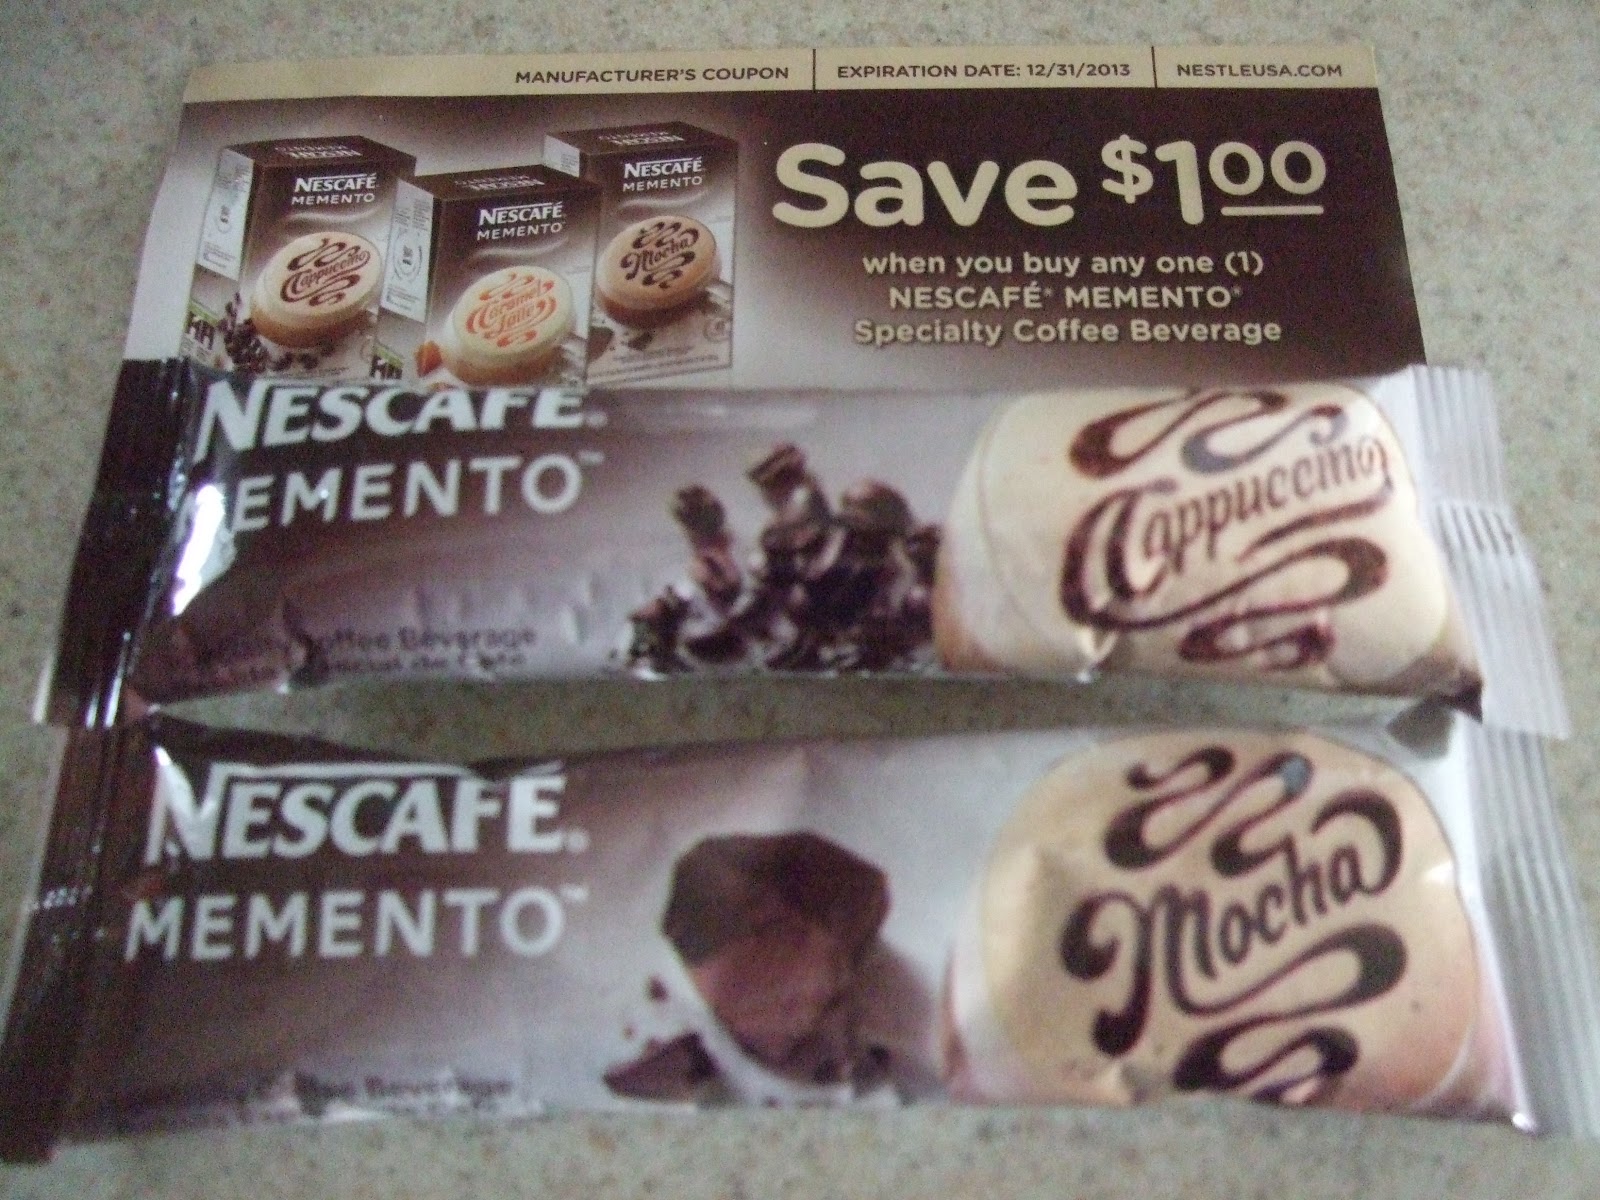 MANUFACTURER'S COUPON
EXPIRATION DATE: 12/31/2013
NESTLEUSA.COM
NESCAFÉ
MEMENTO
Cappuccino
NESCAFÉ
MEMENTO
Caramel
Latte
NESCAFÉ
MEMENTO
Mocha
Save $1.00
when you buy any one (1)
NESCAFÉ® MEMENTO®
Specialty Coffee Beverage
NESCAFÉ®
MEMENTO™
Cappuccino
Coffee Beverage
NESCAFÉ®
MEMENTO™
Mocha
Coffee Beverage